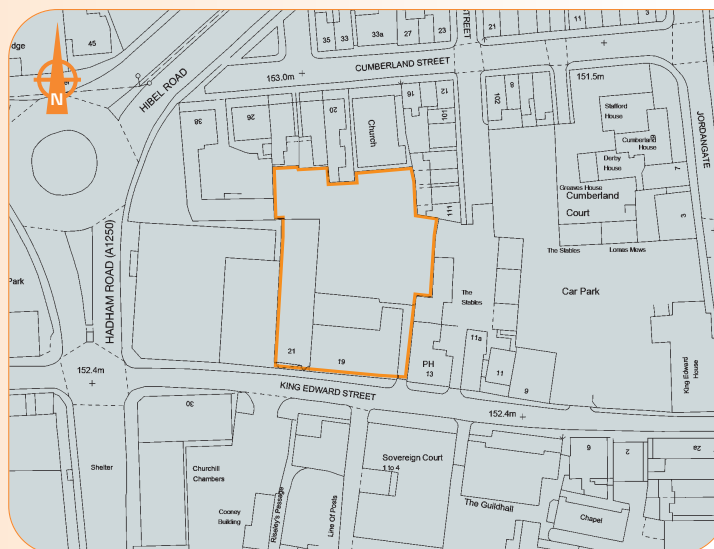 45
35
33
33a
27
23
STREET
21
11
3
CUMBERLAND STREET
153.0m
151.5m
HIBEL ROAD
N
38
26
20
Church
16
12
10b
102
8
Stafford
House
Cumberland
House
Derby
House
JORDANGATE
7
3
Greaves House
Cumberland
Court
111
The Stables
Lomas Mews
HADHAM ROAD (A1250)
Park
The
Stables
Car Park
21
19
PH
13
11a
11
9
King Edward
House
152.4m
KING EDWARD STREET
152.4m
30
Shelter
Churchill
Chambers
Cooney
Building
Riseley's Passage
Line Of Posts
Sovereign Court
1 to 4
The Guildhall
Chapel
6
2
2a